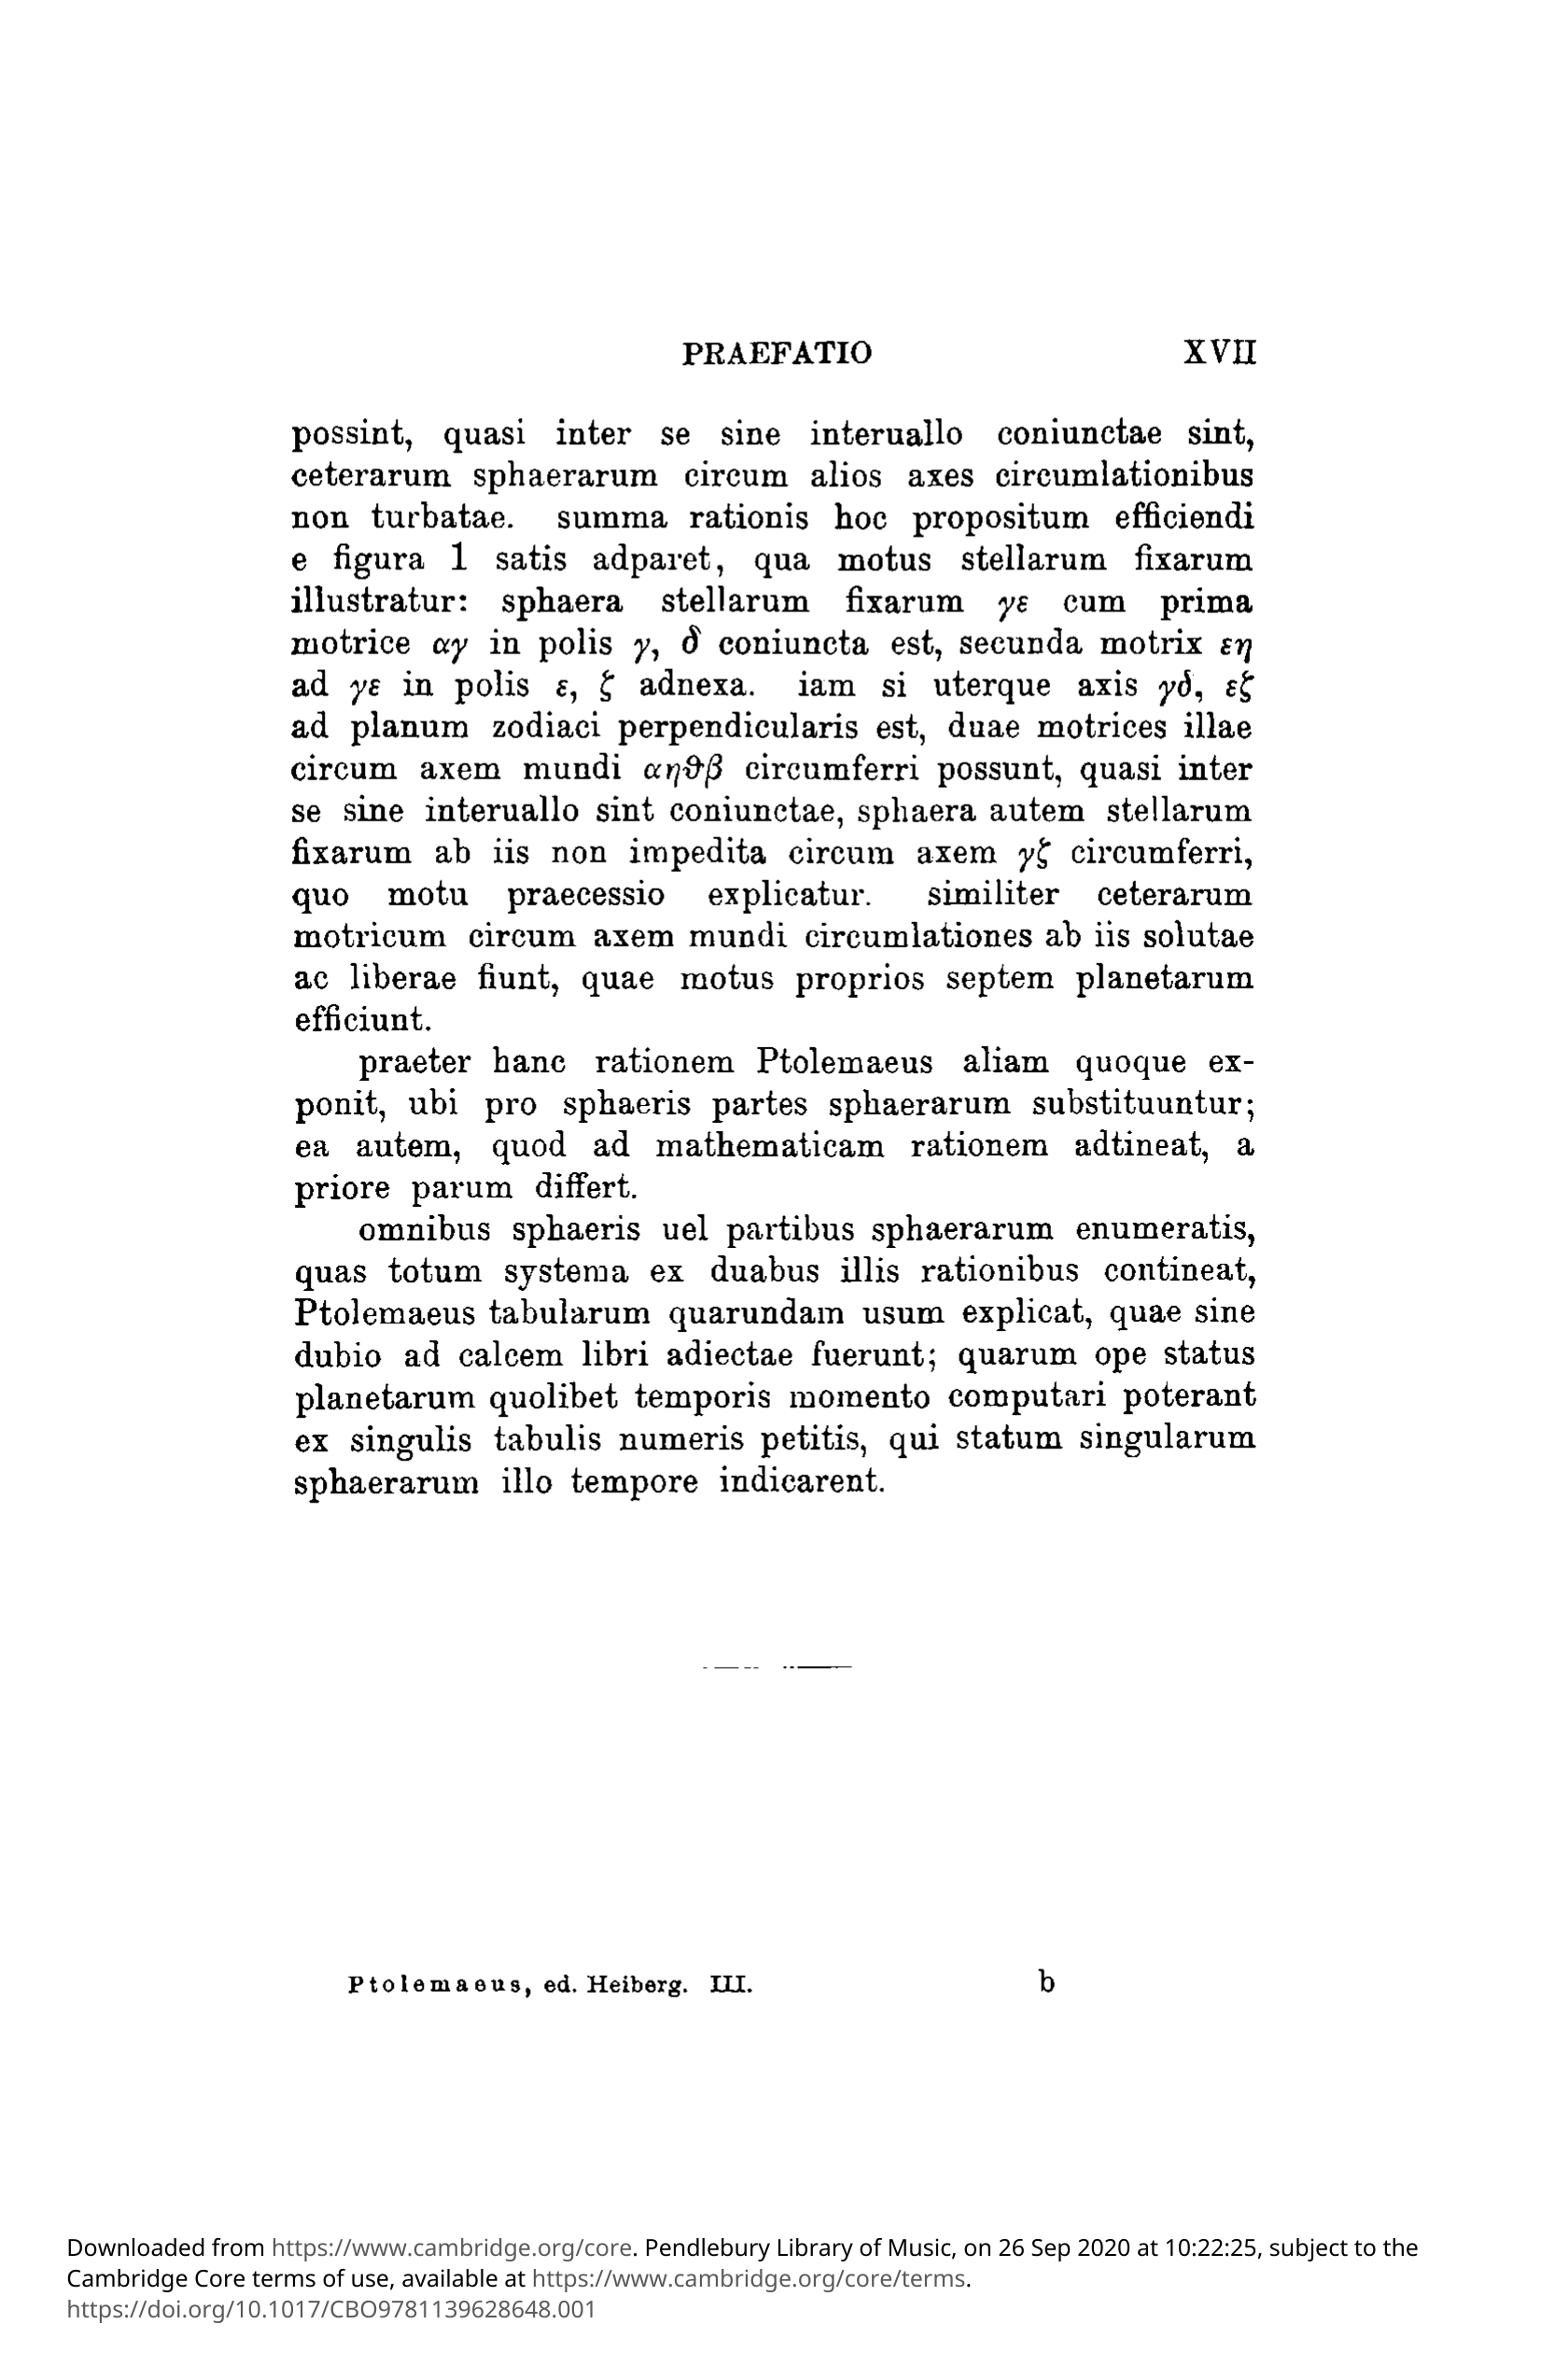 PRAEFATIO XVII
possint, quasi inter se sine interuallo coniunctae sint,
ceterarum sphaerarum circum alios axes circumlationibus
non turbatae. summa rationis hoc propositum efficiendi
e figura 1 satis adparet, qua motus stellarum fixarum
illustratur: sphaera stellarum fixarum γε cum prima
motrice αγ in polis γ, δ coniuncta est, secunda motrix εη
ad γε in polis ε, ζ adnexa. iam si uterque axis γδ, εζ
ad planum zodiaci perpendicularis est, duae motrices illae
circum axem mundi αηϑβ circumferri possunt, quasi inter
se sine interuallo sint coniunctae, sphaera autem stellarum
fixarum ab iis non impedita circum axem γζ circumferri,
quo motu praecessio explicatur. similiter ceterarum
motricum circum axem mundi circumlationes ab iis solutae
ac liberae fiunt, quae motus proprios septem planetarum
efficiunt.
praeter hanc rationem Ptolemaeus aliam quoque ex-
ponit, ubi pro sphaeris partes sphaerarum substituuntur;
ea autem, quod ad mathematicam rationem adtineat, a
priore parum differt.
omnibus sphaeris uel partibus sphaerarum enumeratis,
quas totum systema ex duabus illis rationibus contineat,
Ptolemaeus tabularum quarundam usum explicat, quae sine
dubio ad calcem libri adiectae fuerunt; quarum ope status
planetarum quolibet temporis momento computari poterant
ex singulis tabulis numeris petitis, qui statum singularum
sphaerarum illo tempore indicarent.
Ptolemaeus, ed. Heiberg. III. b
Downloaded from https://www.cambridge.org/core. Pendlebury Library of Music, on 26 Sep 2020 at 10:22:25, subject to the
Cambridge Core terms of use, available at https://www.cambridge.org/core/terms.
https://doi.org/10.1017/CBO9781139628648.001